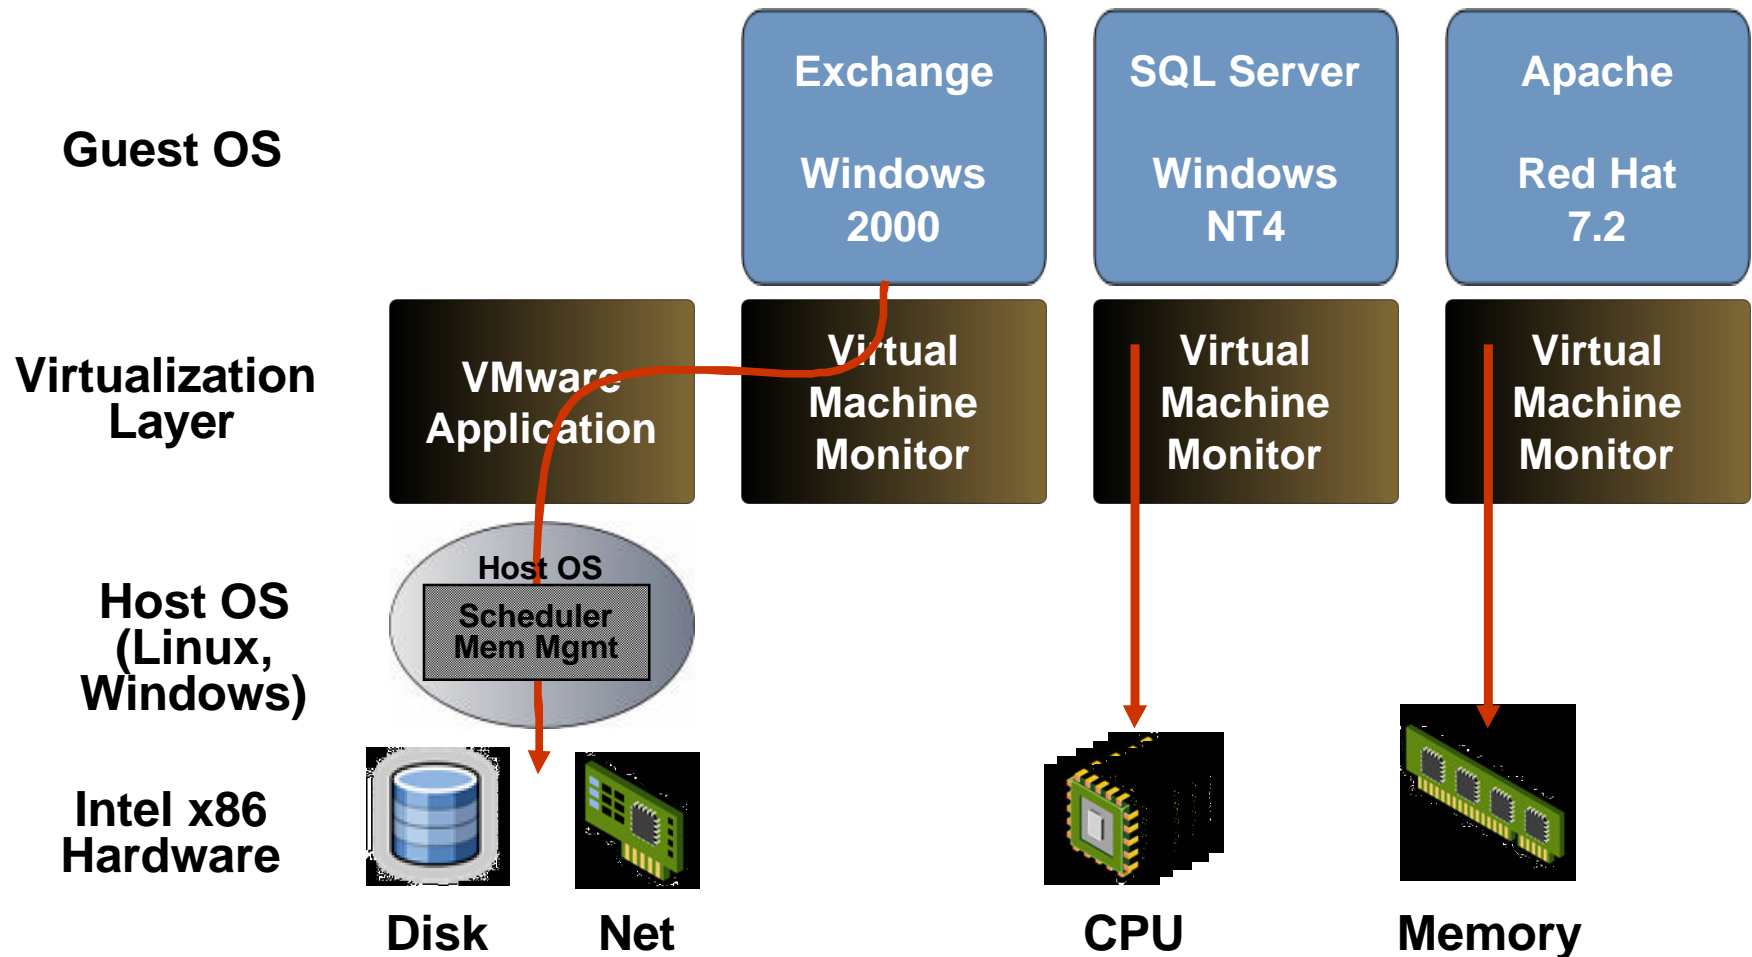 Guest OS
Exchange
Windows
2000
SQL Server
Windows
NT4
Apache
Red Hat
7.2
Virtualization
Layer
VMware
Application
Virtual
Machine
Monitor
Virtual
Machine
Monitor
Virtual
Machine
Monitor
Host OS
(Linux,
Windows)
Host OS
Scheduler
Mem Mgmt
Intel x86
Hardware
Disk
Net
CPU
Memory